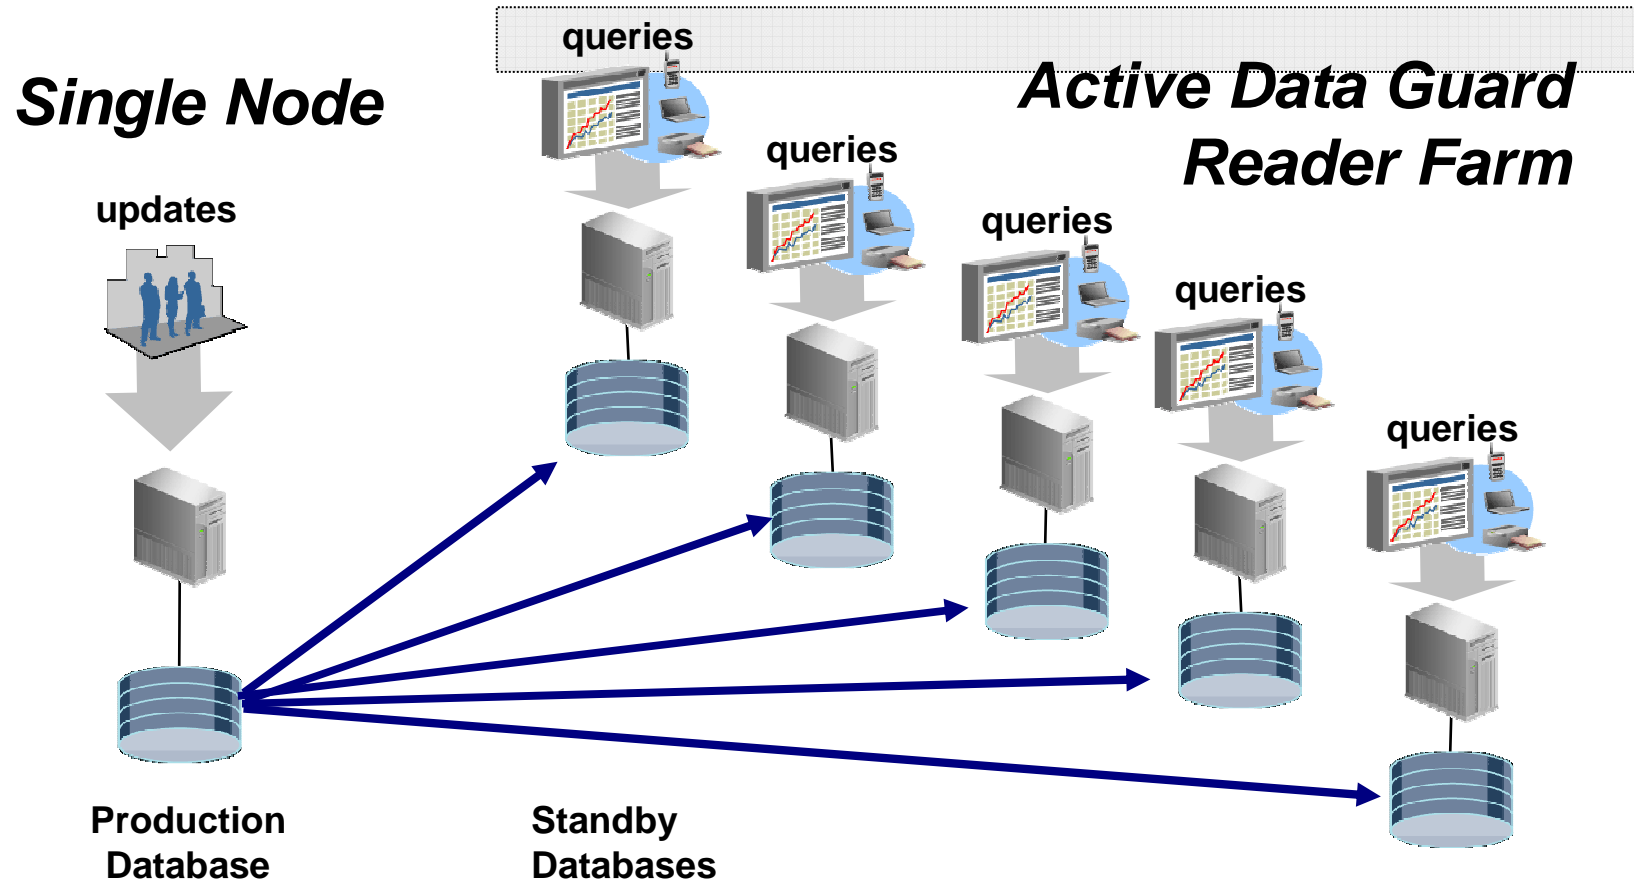 queries
Single Node
Active Data Guard
Reader Farm
queries
updates
queries
queries
queries
Production
Database
Standby
Databases